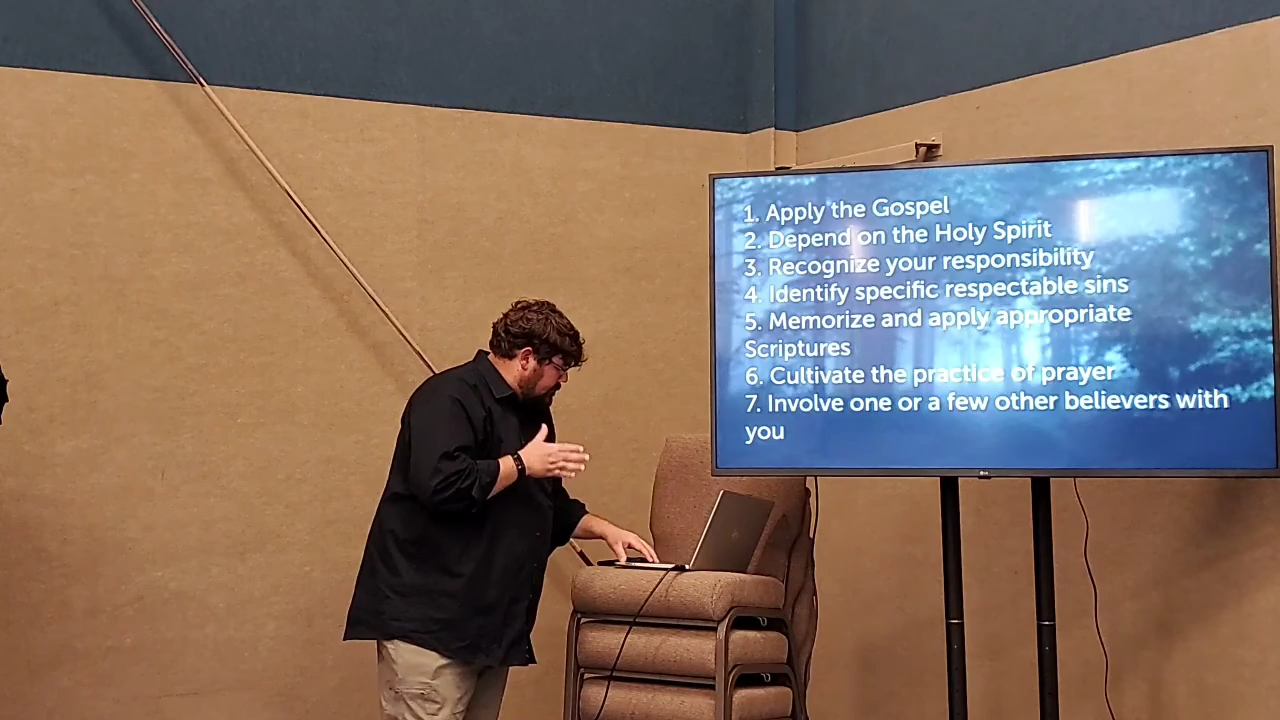 1. Apply the Gospel
2. Depend on the Holy Spirit
3. Recognize your responsibility
4. Identify specific respectable sins
5. Memorize and apply appropriate
Scriptures
6. Cultivate the practice of prayer
7. Involve one or a few other believers with
you
LG